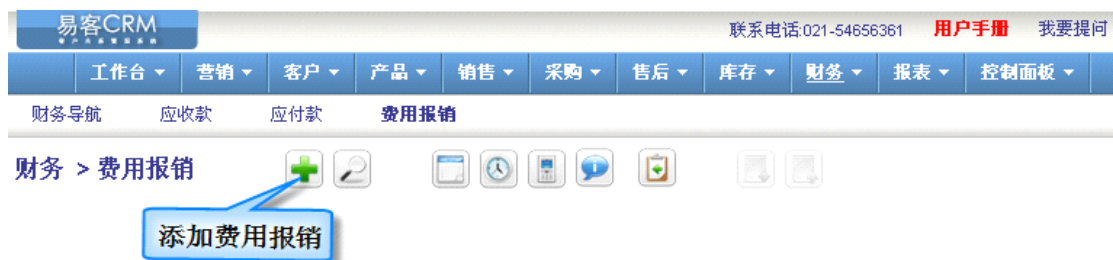 易客CRM
联系电话:021-54656361 用户手册 我要提问
工作台 营销 客户 产品 销售 采购 售后 库存 财务 报表 控制面板
财务导航 应收款 应付款 费用报销
财务 > 费用报销
添加费用报销